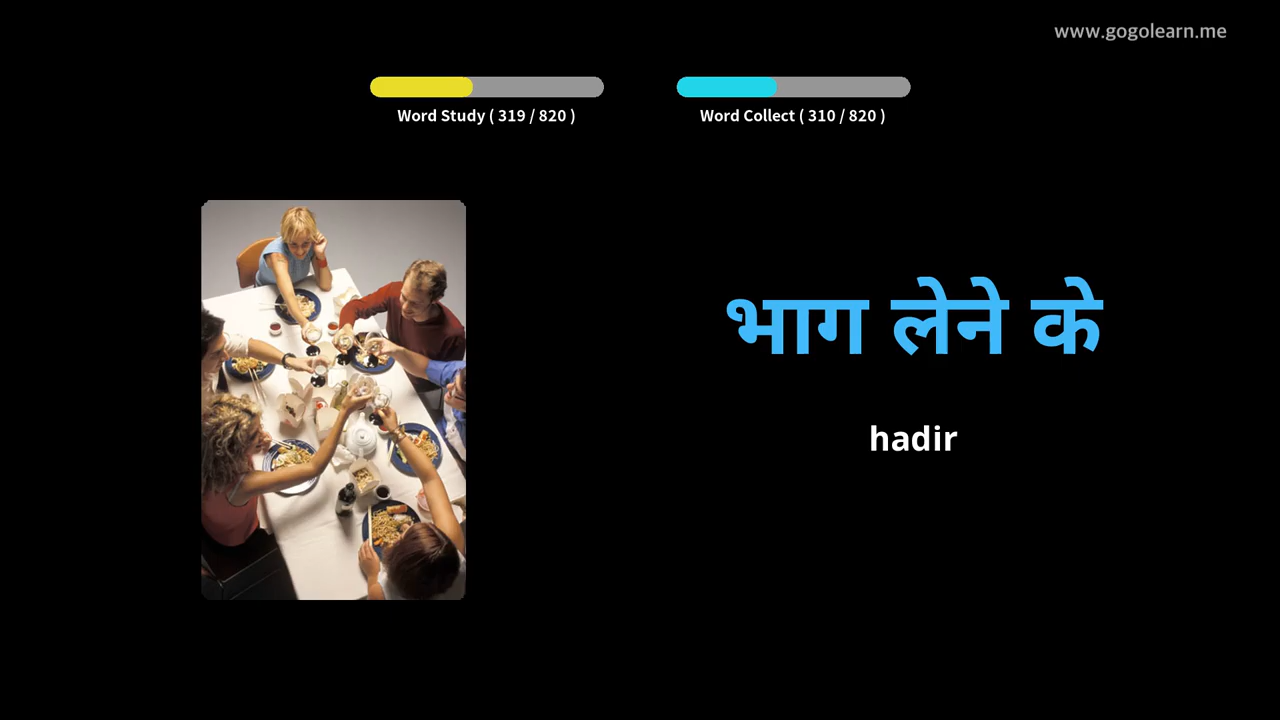 www.gogolearn.me
Word Study ( 319 / 820 )
Word Collect ( 310 / 820 )
भाग लेने के
hadir